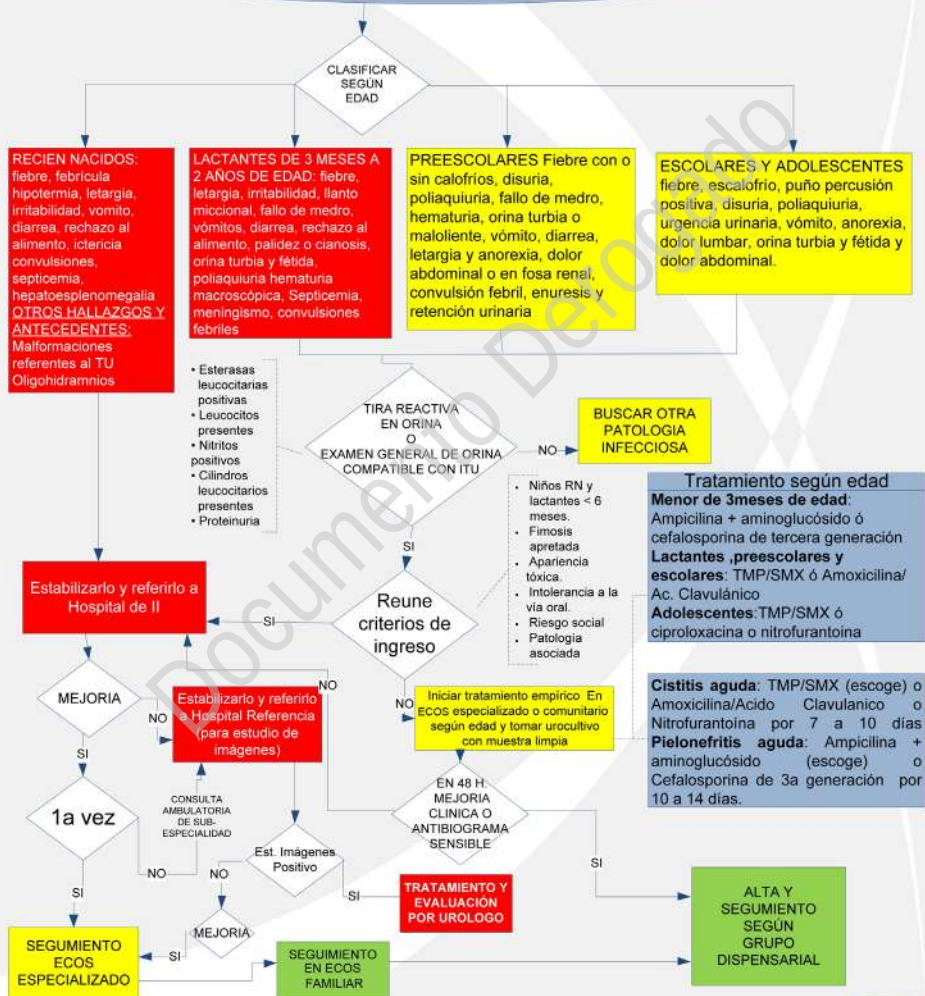 CLASIFICAR
SEGÚN
EDAD
RECIEN NACIDOS:
fiebre, febrícula
hipotermia, letargia,
irritabilidad, vomito,
diarrea, rechazo al
alimento, ictericia
convulsiones,
septicemia,
hepatoesplenomegalia
OTROS HALLAZGOS Y
ANTECEDENTES:
Malformaciones
referentes al TU
Oligohidramnios
LACTANTES DE 3 MESES A
2 AÑOS DE EDAD: fiebre,
letargia, irritabilidad, llanto
miccional, fallo de medro,
vómitos, diarrea, rechazo al
alimento, palidez o cianosis,
orina turbia y fétida,
poliaquiuria hematuria
macroscópica, Septicemia,
meningismo, convulsiones
febriles
PREESCOLARES Fiebre con o
sin calofríos, disuria,
poliaquiuria, fallo de medro,
hematuria, orina turbia o
maloliente, vómito, diarrea,
letargia y anorexia, dolor
abdominal o en fosa renal,
convulsión febril, enuresis y
retención urinaria
ESCOLARES Y ADOLESCENTES
fiebre, escalofrío, puño percusión
positiva, disuria, poliaquiuria,
urgencia urinaria, vómito, anorexia,
dolor lumbar, orina turbia y fétida y
dolor abdominal.
• Esterasas
leucocitarias
positivas
• Leucocitos
presentes
• Nitritos
positivos
• Cilindros
leucocitarios
presentes
• Proteinuria
TIRA REACTIVA
EN ORINA
O
EXAMEN GENERAL DE ORINA
COMPATIBLE CON ITU
NO
BUSCAR OTRA
PATOLOGIA
INFECCIOSA
SI
• Niños RN y
lactantes < 6
meses.
• Fimosis
apretada
• Apariencia
tóxica.
• Intolerancia a la
vía oral.
• Riesgo social
• Patología
asociada
Tratamiento según edad
Menor de 3meses de edad:
Ampicilina + aminoglucósido ó
cefalosporina de tercera generación
Lactantes ,preescolares y
escolares: TMP/SMX ó Amoxicilina/
Ac. Clavulánico
Adolescentes:TMP/SMX ó
ciproloxacina o nitrofurantoina
Estabilizarlo y referirlo a
Hospital de II
SI
Reune
criterios de
ingreso
NO
MEJORIA
NO
SI
Estabilizarlo y referirlo
a Hospital Referencia
(para estudio de
imágenes)
NO
Iniciar tratamiento empírico En
ECOS especializado o comunitario
según edad y tomar urocultivo
con muestra limpia
Cistitis aguda: TMP/SMX (escoge) o
Amoxicilina/Acido Clavulanico o
Nitrofurantoína por 7 a 10 días
Pielonefritis aguda: Ampicilina +
aminoglucósido (escoge) o
Cefalosporina de 3a generación por
10 a 14 días.
1a vez
CONSULTA
AMBULATORIA
DE SUB-
ESPECIALIDAD
NO
SI
EN 48 H.
MEJORIA
CLINICA O
ANTIBIOGRAMA
SENSIBLE
SI
Est. Imágenes
Positivo
NO
SI
TRATAMIENTO Y
EVALUACIÓN
POR UROLOGO
MEJORIA
SI
SEGUMIENTO
ECOS
ESPECIALIZADO
SEGUIMIENTO
EN ECOS
FAMILIAR
ALTA Y
SEGUMIENTO
SEGÚN
GRUPO
DISPENSARIAL
Documento Derogado